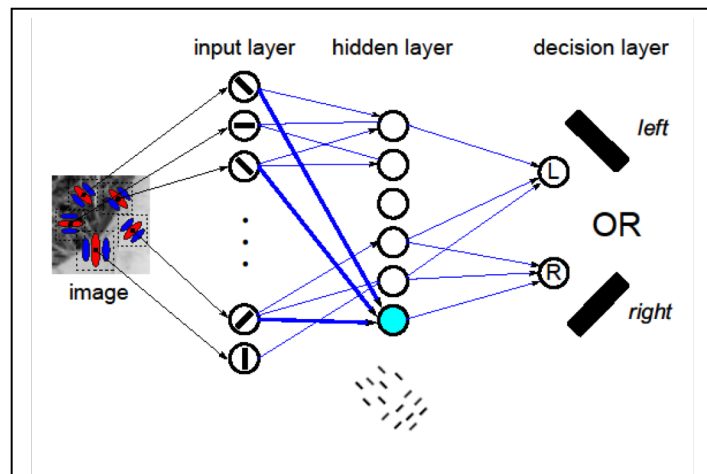 input layer hidden layer decision layer
left
L
OR
R
image
right